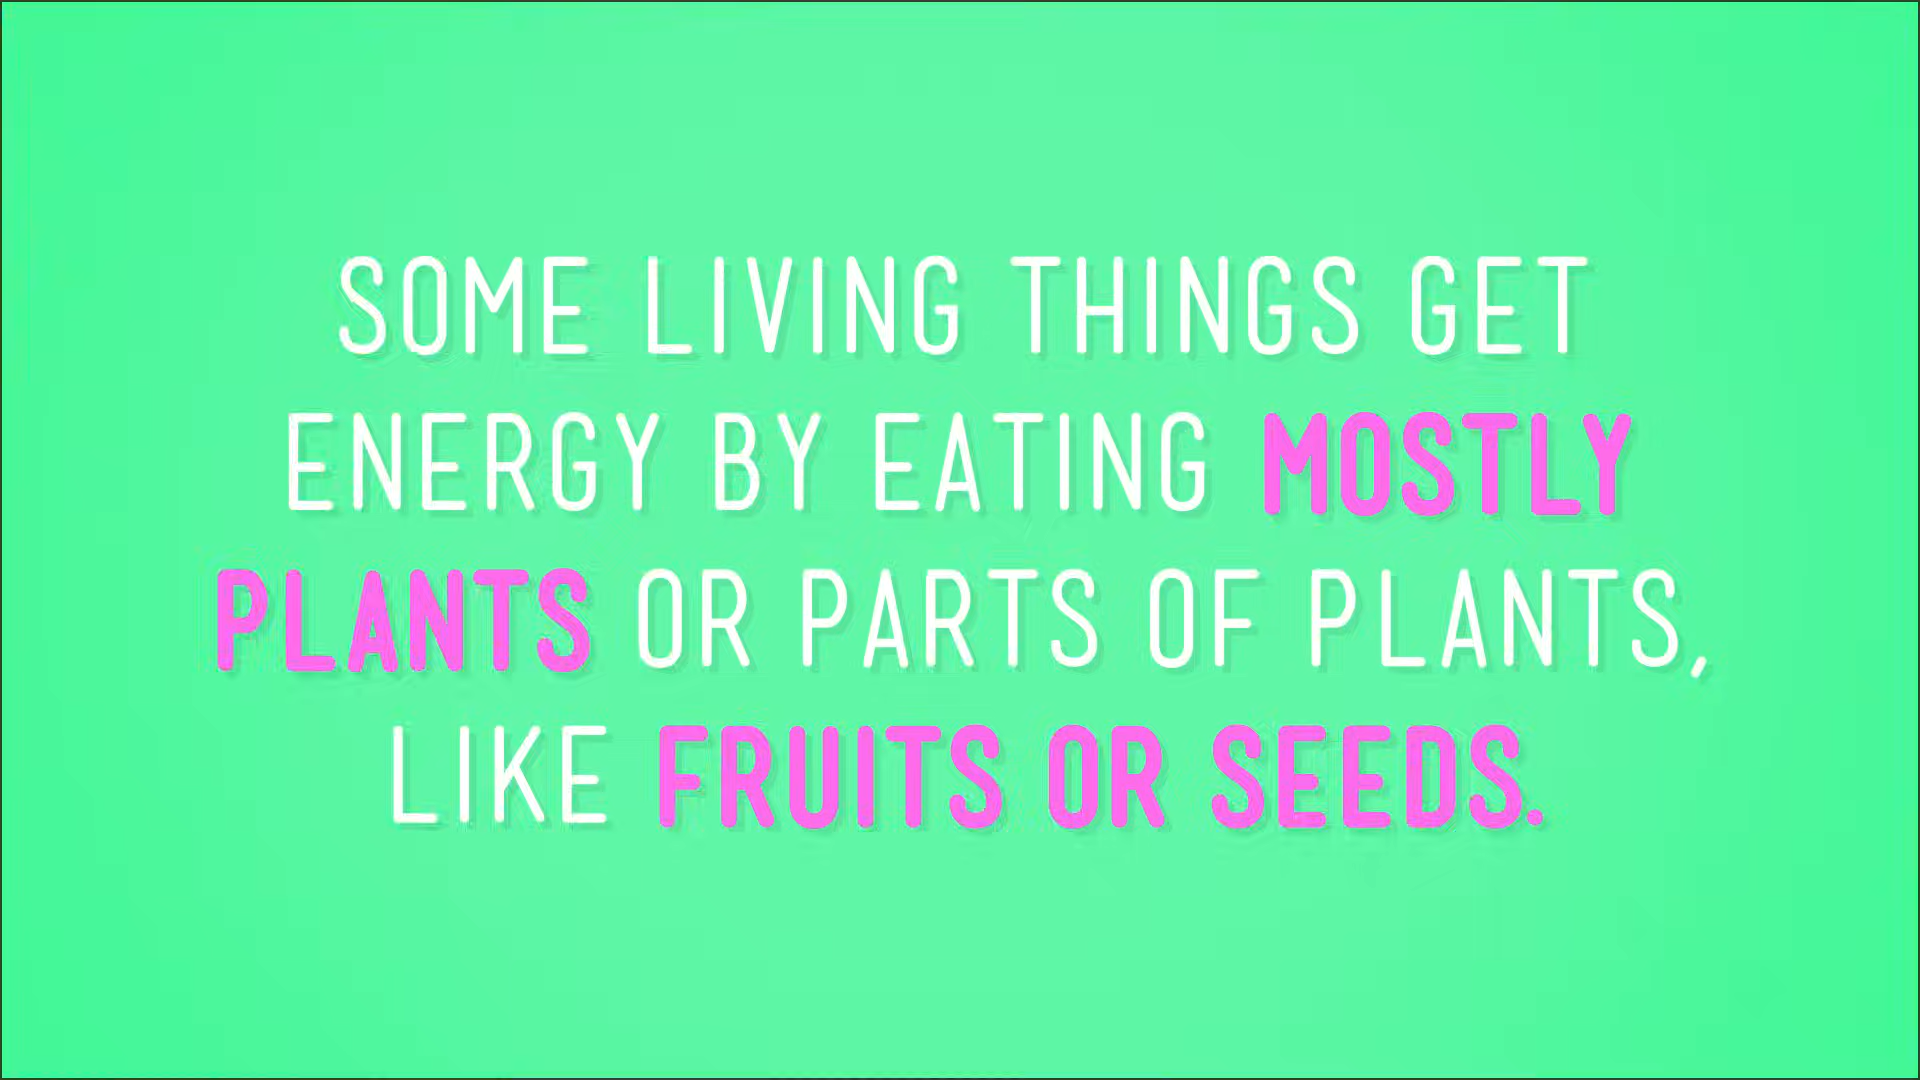 SOME LIVING THINGS GET
ENERGY BY EATING MOSTLY
PLANTS OR PARTS OF PLANTS,
LIKE FRUITS OR SEEDS.